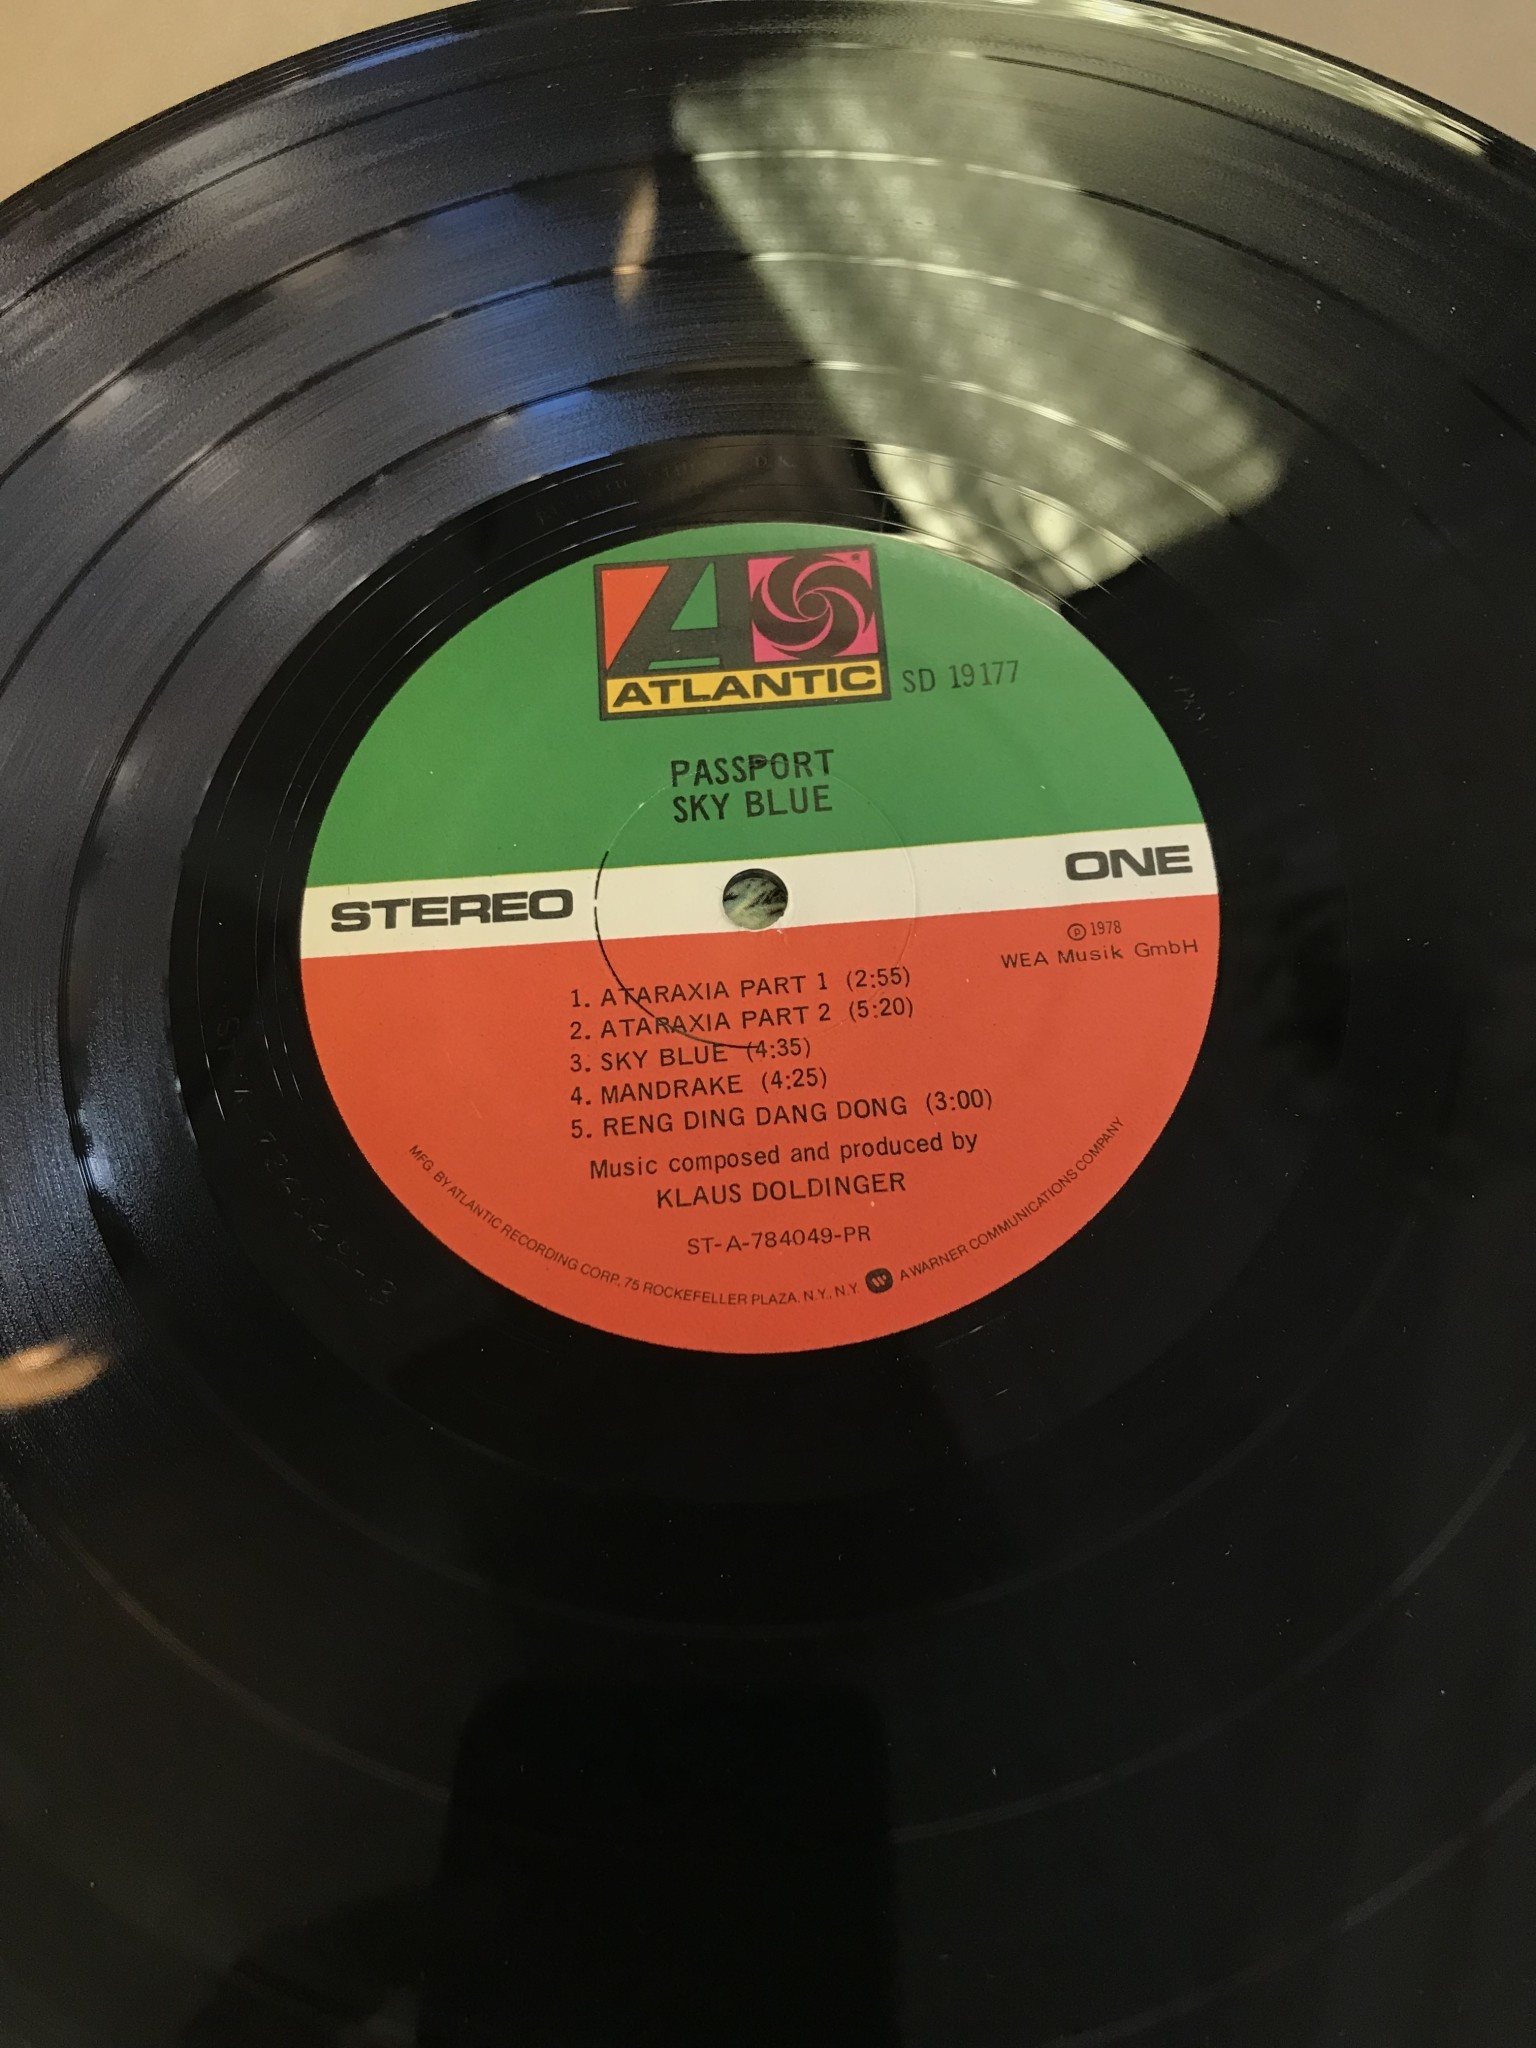 ATLANTIC
SD 19177
PASSPORT
SKY BLUE
STEREO
ONE
℗ 1978
WEA Musik GmbH
1. ATARAXIA PART 1 (2:55)
2. ATARAXIA PART 2 (5:20)
3. SKY BLUE (4:35)
4. MANDRAKE (4:25)
5. RENG DING DANG DONG (3:00)
Music composed and produced by
KLAUS DOLDINGER
ST-A-784049-PR
MFG. BY ATLANTIC RECORDING CORP., 75 ROCKEFELLER PLAZA, N.Y., N.Y. A WARNER COMMUNICATIONS COMPANY